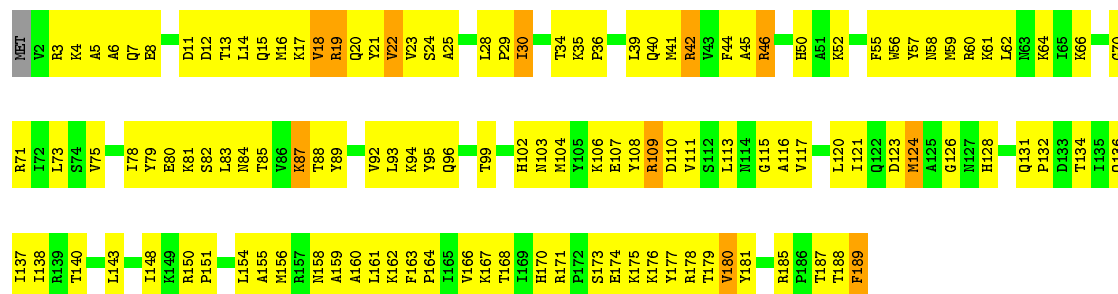 MET V2 R3 K4 A5 A6 Q7 E8 D11 D12 T13 L14 Q15 M16 K17 V18 R19 Q20 Y21 V22 V23 S24 A25 L28 P29 I30 T34 K35 P36 L39 Q40 M41 R42 V43 F44 A45 R46 H50 A51 K52 F55 W56 Y57 N58 M59 R60 K61 L62 N63 K64 I65 K66
R71 I72 L73 S74 V75 I78 Y79 E80 K81 S82 L83 N84 T85 V86 K87 T88 Y89 V92 L93 K94 Y95 Q96 T99 H102 N103 M104 Y105 K106 E107 Y108 R109 D110 V111 S112 L113 N114 G115 A116 V117 L120 I121 Q122 D123 M124 A125 G126 N127 H128 Q131 P132 D133 T134 I135
I137 I138 R139 T140 L143 I148 K149 R150 P151 L154 A155 M156 R157 N158 A159 A160 L161 K162 F163 P164 I165 V166 K167 T168 I169 H170 R171 P172 S173 E174 K175 K176 Y177 R178 T179 V180 Y181 R185 P186 T187 T188 F189